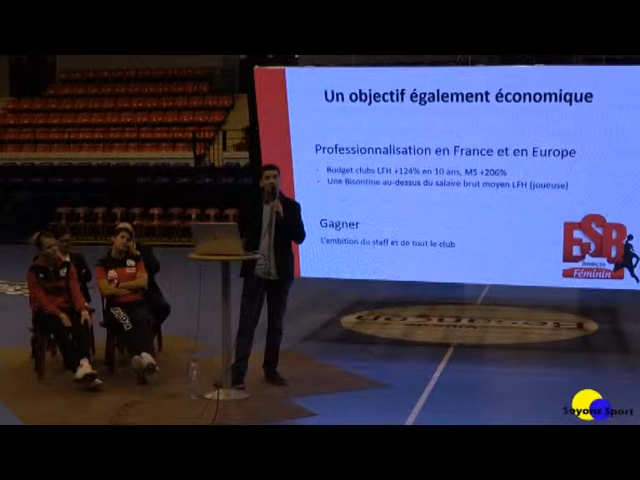 Un objectif également économique
Professionnalisation en France et en Europe
- Budget clubs LFH +124% en 10 ans, MS +206%
- Une Bisontine au-dessus du salaire brut moyen LFH (joueuse)
Gagner
L'ambition du staff et de tout le club
ESB
Féminin
Soyons Sport